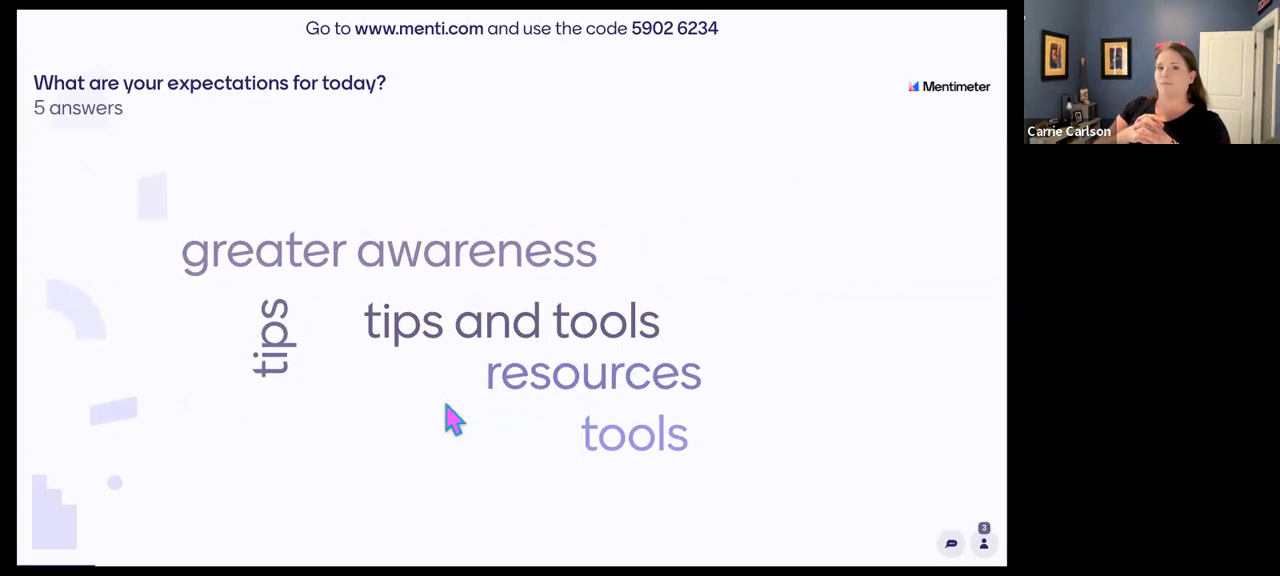 Go to www.menti.com and use the code 5902 6234
What are your expectations for today?
5 answers
Mentimeter
greater awareness
tips
tips and tools
resources
tools
3
Carrie Carlson